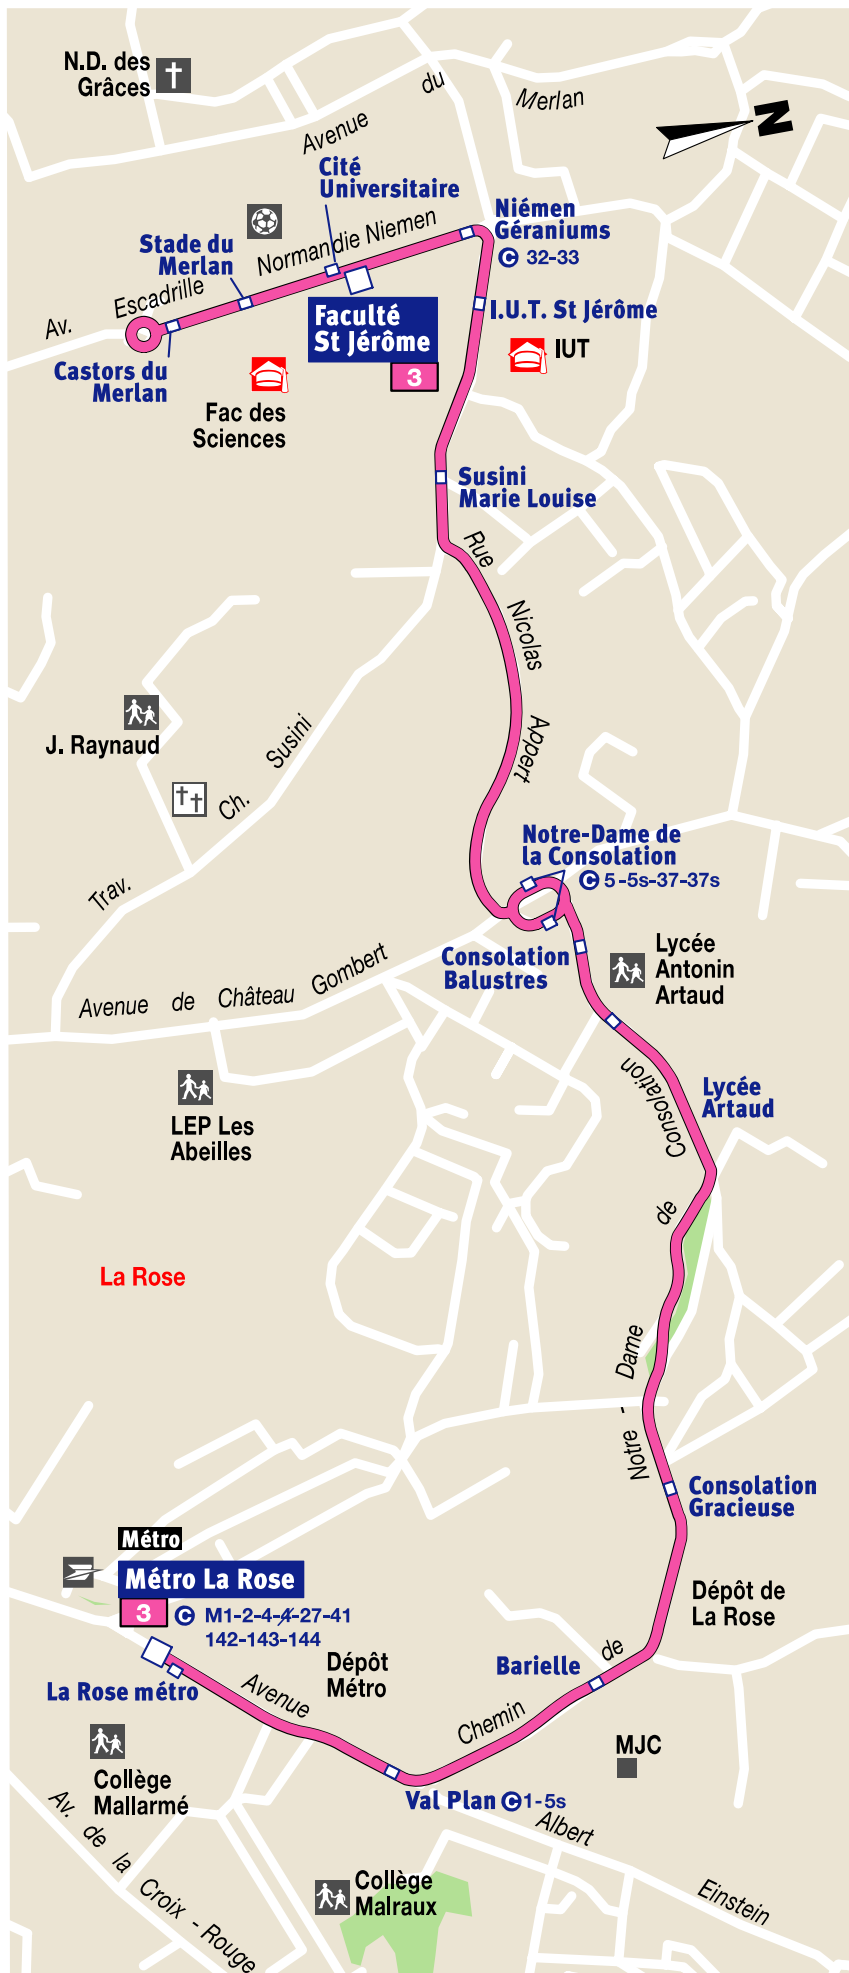 N.D. des
Grâces
Avenue du Merlan
N
Cité
Universitaire
Niémen
Géraniums
C 32-33
Stade du
Merlan
Av. Escadrille Normandie Niemen
I.U.T. St Jérôme
Faculté
St Jérôme
3
IUT
Castors du
Merlan
Fac des
Sciences
Susini
Marie Louise
Rue Nicolas Appert
J. Raynaud
Trav. Ch. Susini
Notre-Dame de
la Consolation
C 5-5s-37-37s
Consolation
Balustres
Lycée
Antonin
Artaud
Avenue de Château Gombert
LEP Les
Abeilles
Lycée
Artaud
La Rose
Chemin de Notre - Dame de Consolation
Consolation
Gracieuse
Métro
Métro La Rose
3 C M1-2-4-4-27-41
142-143-144
Dépôt de
La Rose
Dépôt
Métro
Barielle
La Rose métro
MJC
Collège
Mallarmé
Val Plan C 1-5s
Avenue Albert Einstein
Av. de la Croix - Rouge
Collège
Malraux